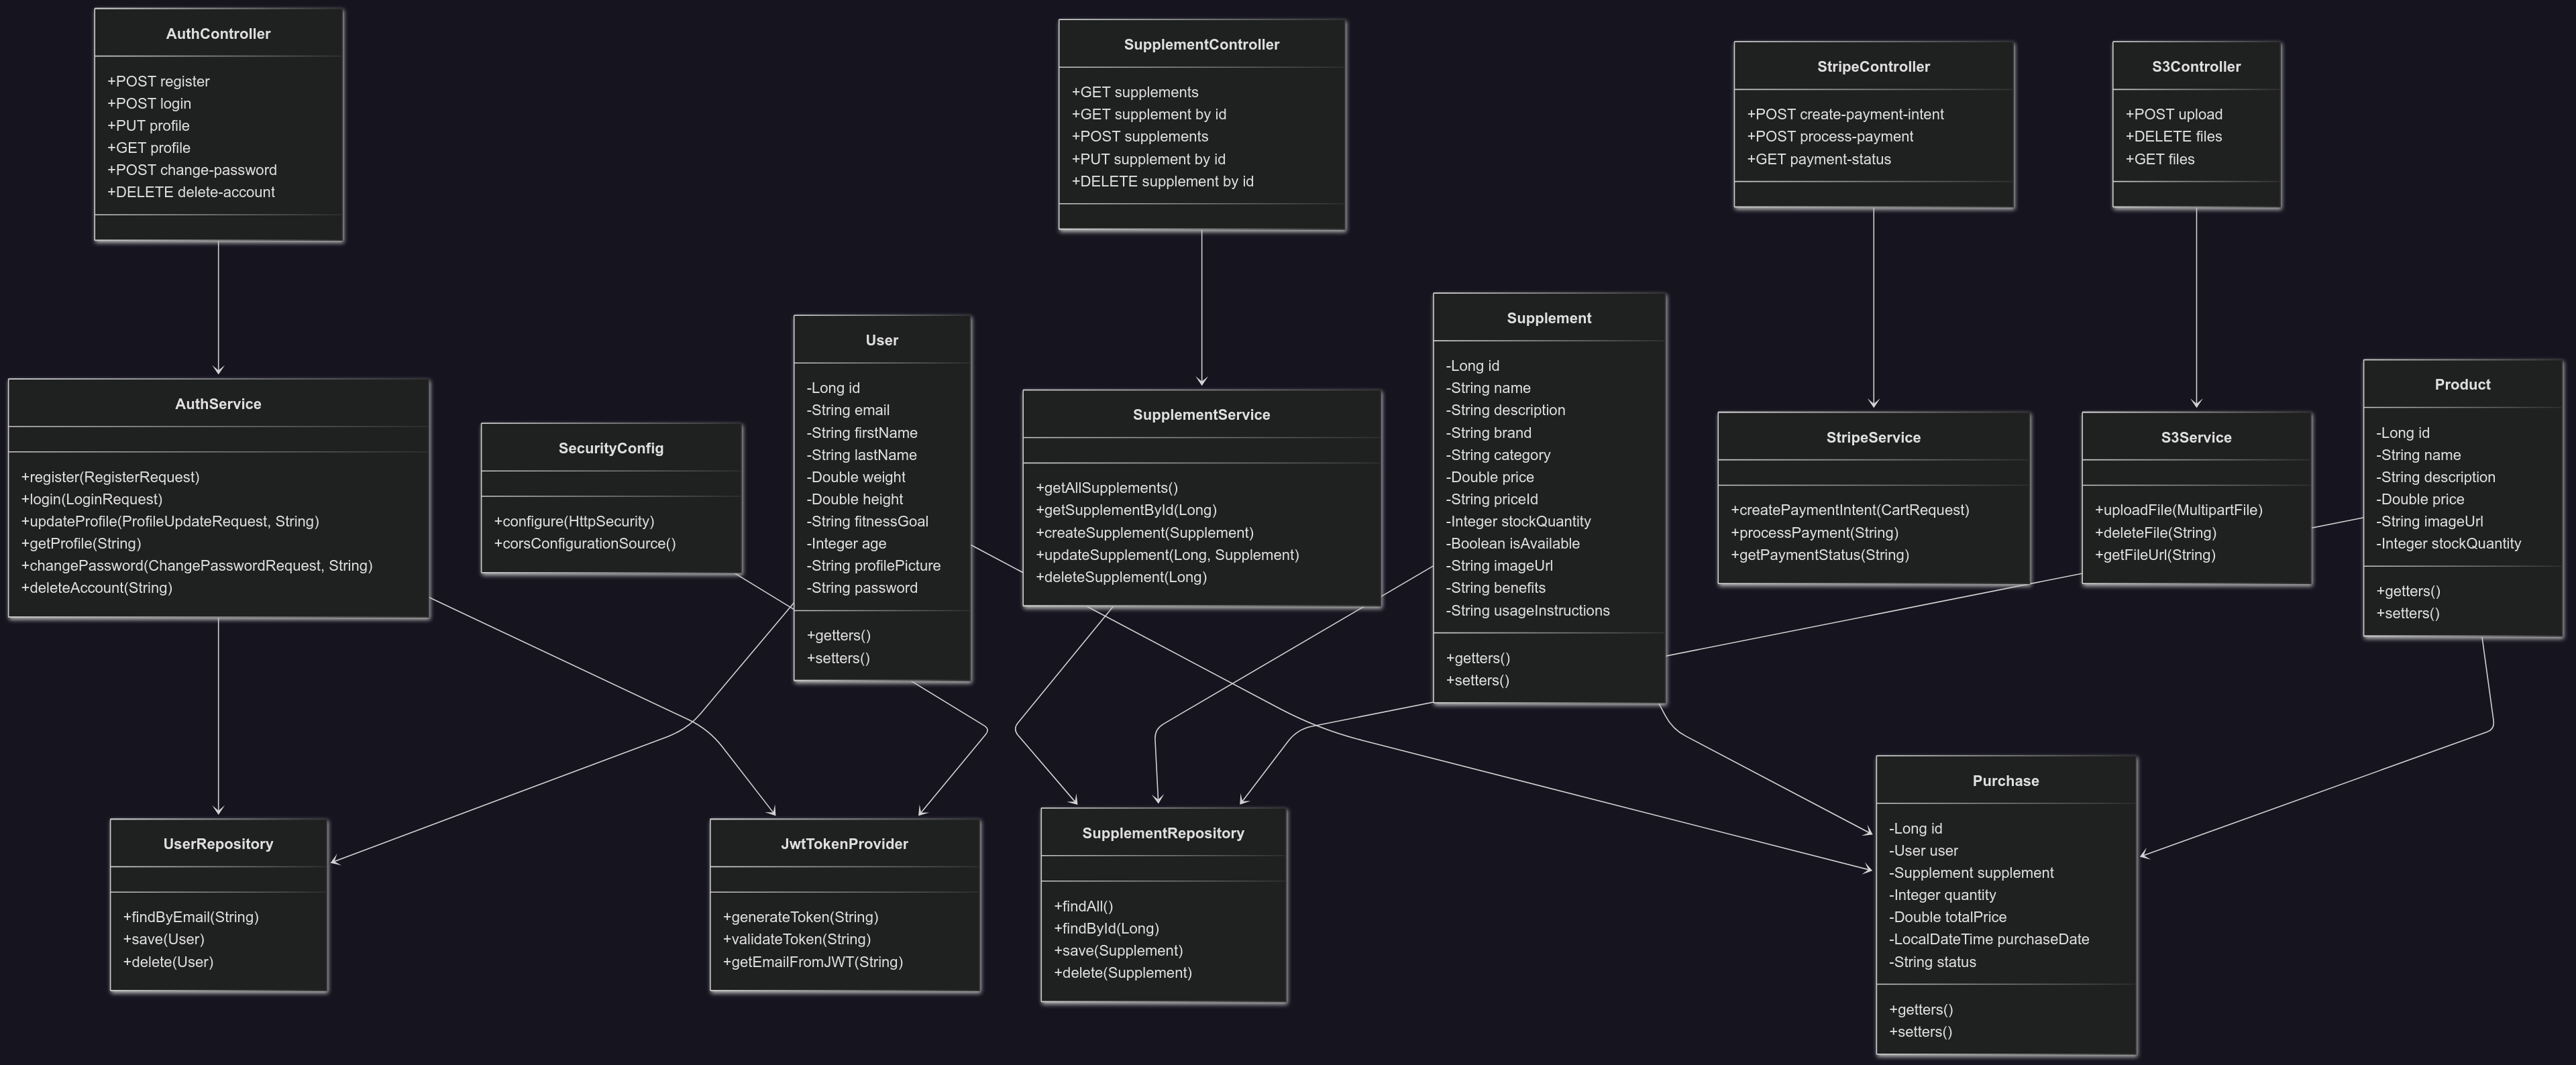 AuthController
+POST register
+POST login
+PUT profile
+GET profile
+POST change-password
+DELETE delete-account
SupplementController
+GET supplements
+GET supplement by id
+POST supplements
+PUT supplement by id
+DELETE supplement by id
StripeController
+POST create-payment-intent
+POST process-payment
+GET payment-status
S3Controller
+POST upload
+DELETE files
+GET files
AuthService
+register(RegisterRequest)
+login(LoginRequest)
+updateProfile(ProfileUpdateRequest, String)
+getProfile(String)
+changePassword(ChangePasswordRequest, String)
+deleteAccount(String)
SecurityConfig
+configure(HttpSecurity)
+corsConfigurationSource()
User
-Long id
-String email
-String firstName
-String lastName
-Double weight
-Double height
-String fitnessGoal
-Integer age
-String profilePicture
-String password
+getters()
+setters()
SupplementService
+getAllSupplements()
+getSupplementById(Long)
+createSupplement(Supplement)
+updateSupplement(Long, Supplement)
+deleteSupplement(Long)
Supplement
-Long id
-String name
-String description
-String brand
-String category
-Double price
-String priceId
-Integer stockQuantity
-Boolean isAvailable
-String imageUrl
-String benefits
-String usageInstructions
+getters()
+setters()
StripeService
+createPaymentIntent(CartRequest)
+processPayment(String)
+getPaymentStatus(String)
S3Service
+uploadFile(MultipartFile)
+deleteFile(String)
+getFileUrl(String)
Product
-Long id
-String name
-String description
-Double price
-String imageUrl
-Integer stockQuantity
+getters()
+setters()
UserRepository
+findByEmail(String)
+save(User)
+delete(User)
JwtTokenProvider
+generateToken(String)
+validateToken(String)
+getEmailFromJWT(String)
SupplementRepository
+findAll()
+findById(Long)
+save(Supplement)
+delete(Supplement)
Purchase
-Long id
-User user
-Supplement supplement
-Integer quantity
-Double totalPrice
-LocalDateTime purchaseDate
-String status
+getters()
+setters()